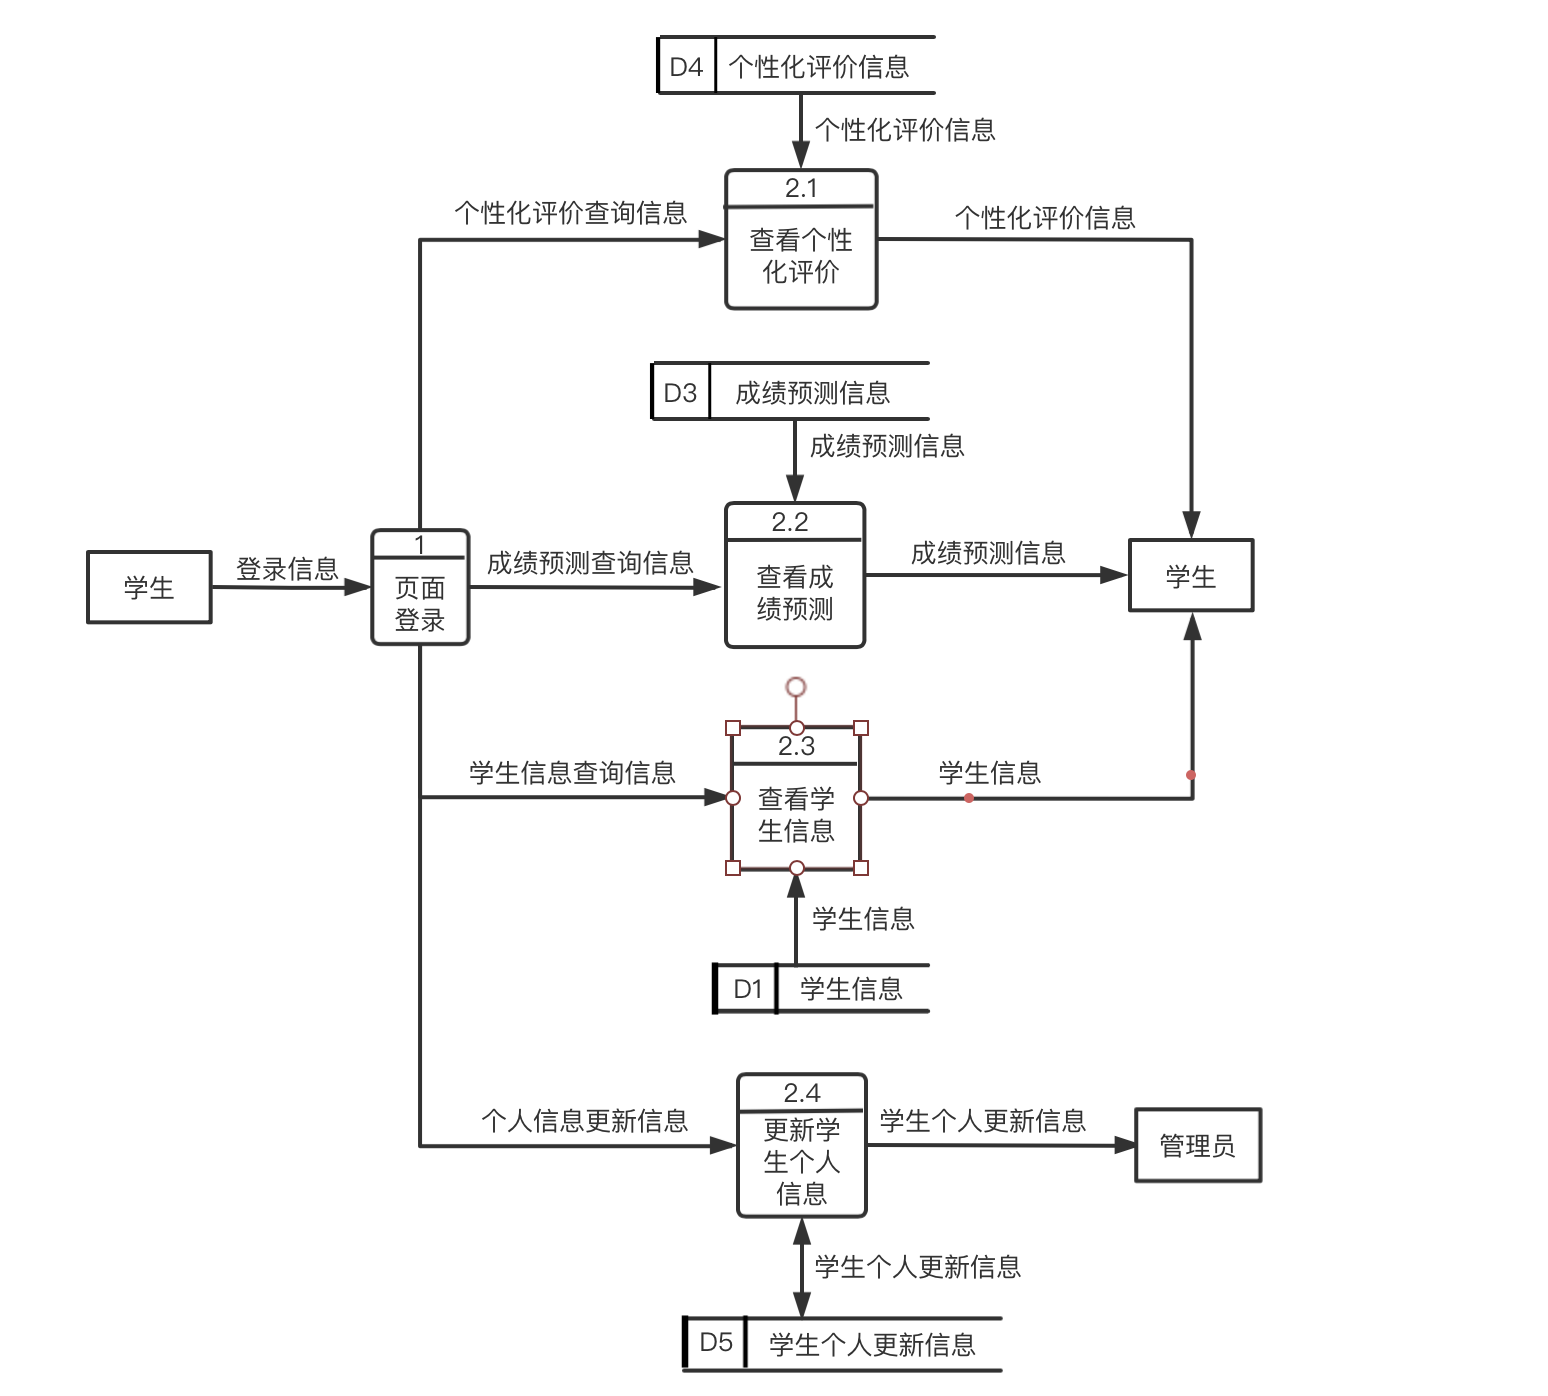 D4
个性化评价信息
个性化评价信息
2.1
查看个性
化评价
个性化评价查询信息
个性化评价信息
D3
成绩预测信息
成绩预测信息
学生
登录信息
1
页面
登录
成绩预测查询信息
2.2
查看成
绩预测
成绩预测信息
学生
学生信息查询信息
2.3
查看学
生信息
学生信息
学生信息
D1
学生信息
个人信息更新信息
2.4
更新学
生个人
信息
学生个人更新信息
管理员
学生个人更新信息
D5
学生个人更新信息